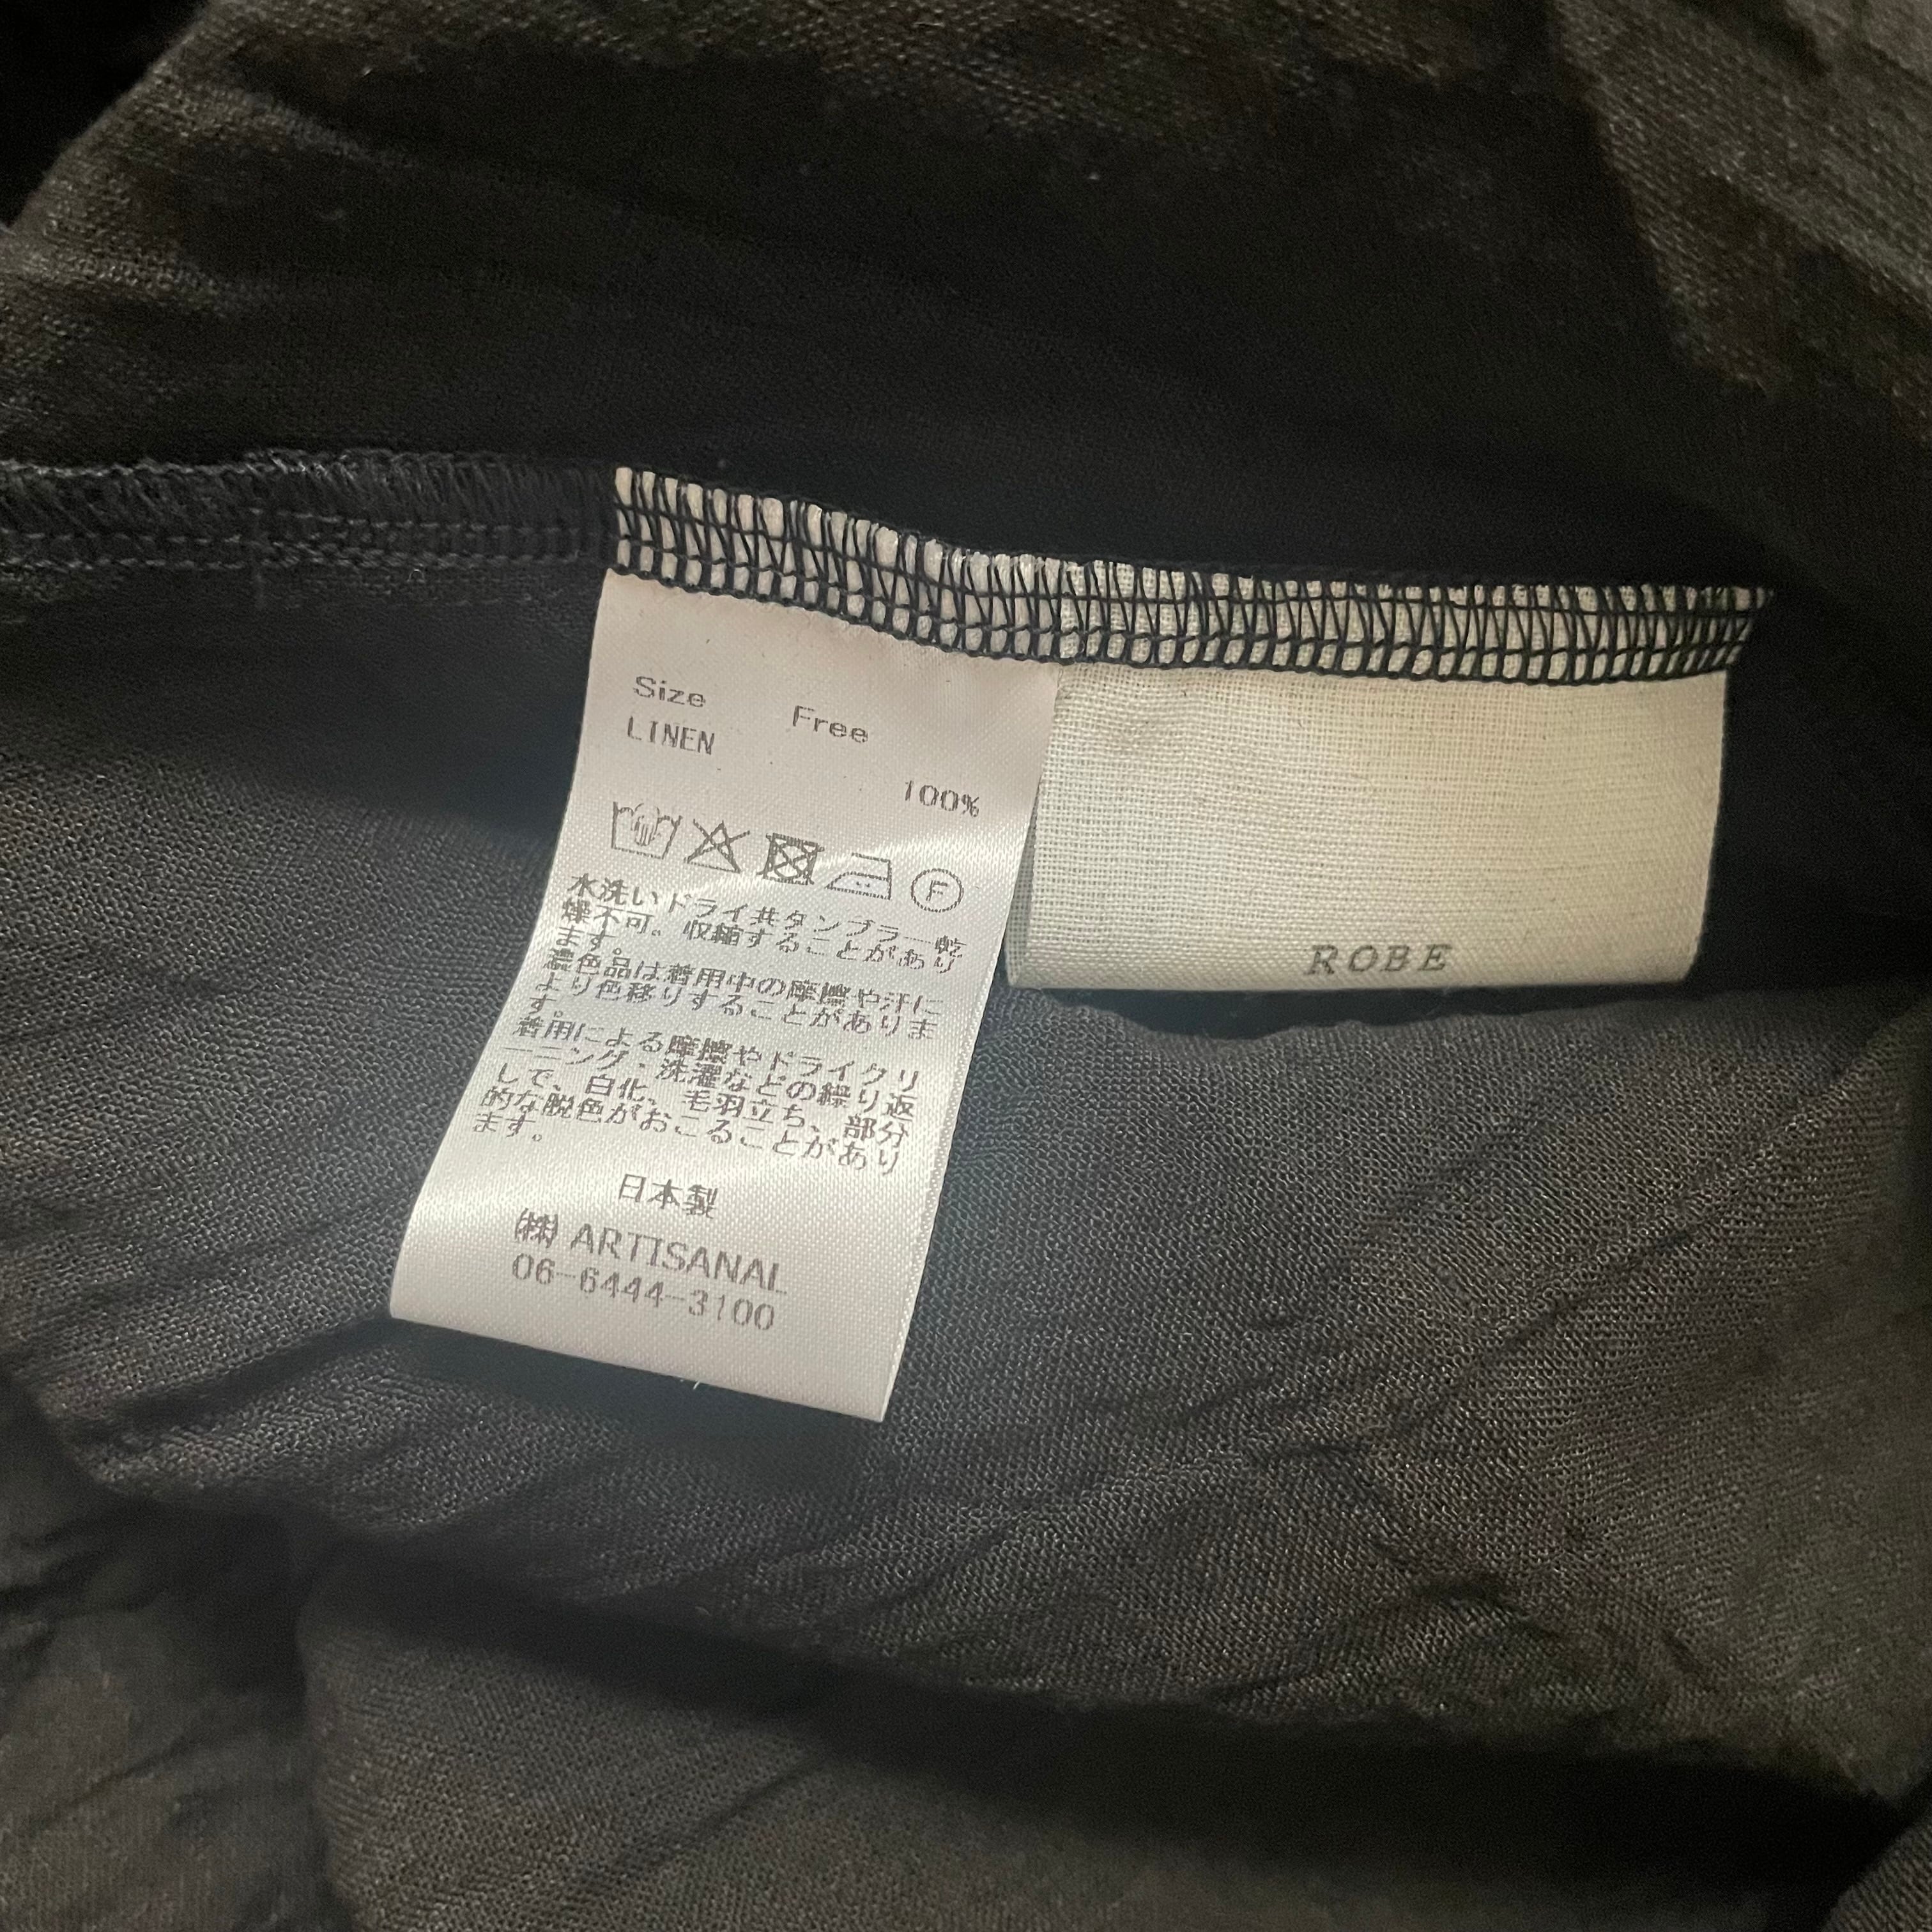 Size Free
LINEN
100%
F
水洗いドライ共タンブラー乾
燥不可。収縮することがあり
ます。
濃色品は着用中の摩擦や汗に
より色移りすることがありま
す。
着用による摩擦やドライクリ
ーニング、洗濯などの繰り返
しで、白化、毛羽立ち、部分
的な脱色がおこることがあり
ます。
日本製
㈱ ARTISANAL
06-6444-3100
ROBE